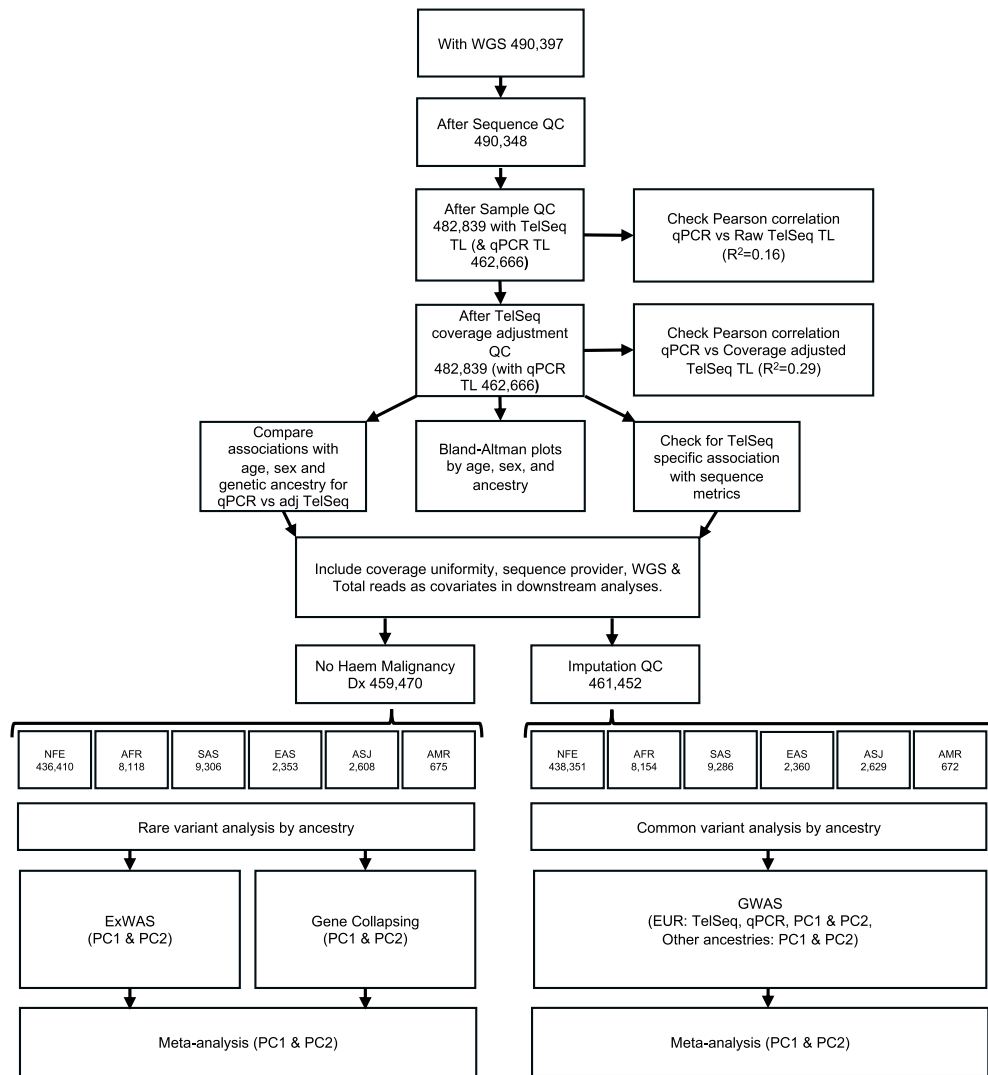 With WGS 490,397
After Sequence QC
490,348
After Sample QC
482,839 with TelSeq
TL (& qPCR TL
462,666)
Check Pearson correlation
qPCR vs Raw TelSeq TL
(R²=0.16)
After TelSeq
coverage adjustment
QC
482,839 (with qPCR
TL 462,666)
Check Pearson correlation
qPCR vs Coverage adjusted
TelSeq TL (R²=0.29)
Compare
associations with
age, sex and
genetic ancestry for
qPCR vs adj TelSeq
Bland-Altman plots
by age, sex, and
ancestry
Check for TelSeq
specific association
with sequence
metrics
Include coverage uniformity, sequence provider, WGS &
Total reads as covariates in downstream analyses.
No Haem Malignancy
Dx 459,470
Imputation QC
461,452
NFE
436,410
AFR
8,118
SAS
9,306
EAS
2,353
ASJ
2,608
AMR
675
NFE
438,351
AFR
8,154
SAS
9,286
EAS
2,360
ASJ
2,629
AMR
672
Rare variant analysis by ancestry
Common variant analysis by ancestry
ExWAS
(PC1 & PC2)
Gene Collapsing
(PC1 & PC2)
GWAS
(EUR: TelSeq, qPCR, PC1 & PC2,
Other ancestries: PC1 & PC2)
Meta-analysis (PC1 & PC2)
Meta-analysis (PC1 & PC2)